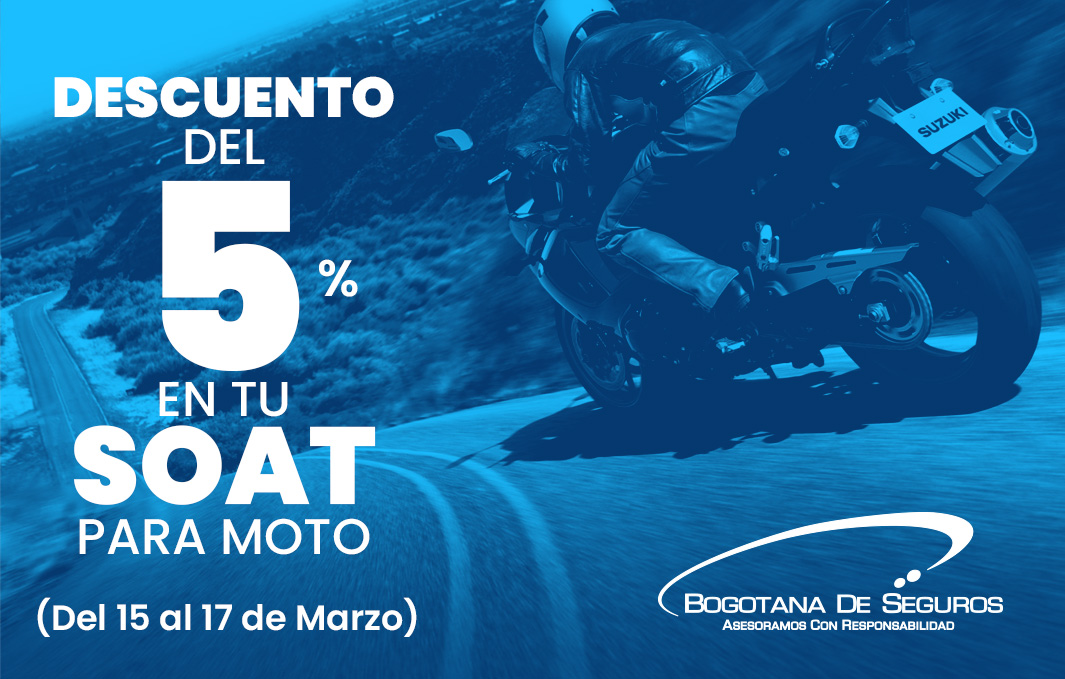 DESCUENTO
DEL
5%
EN TU
SOAT
PARA MOTO
(Del 15 al 17 de Marzo)
SUZUKI
BOGOTANA DE SEGUROS
ASESORAMOS CON RESPONSABILIDAD